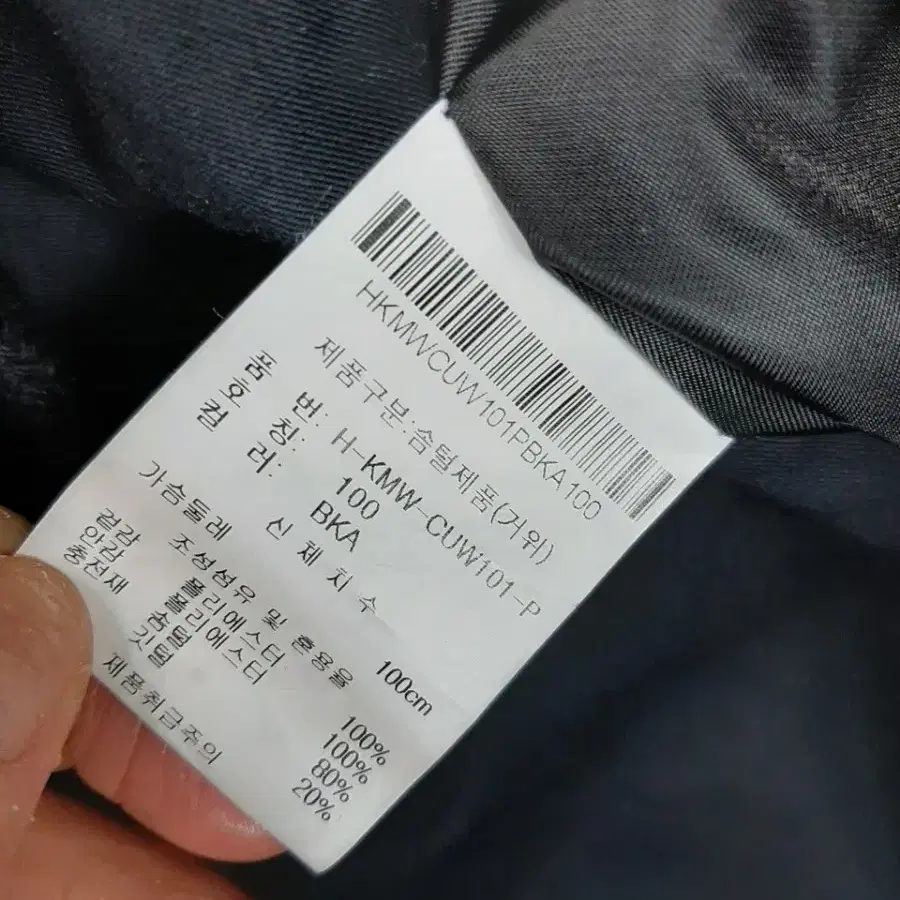 HKMWCUW101PBKA100
제품구분:솜털제품(거위)
품 번: H-KMW-CUW101-P
호 칭: 100
컬 러: BKA
신 체 치 수
가슴둘레 100cm
조성섬유 및 혼용율
겉감 폴리에스터 100%
안감 폴리에스터 100%
충전재 솜털 80%
깃털 20%
제품취급주의